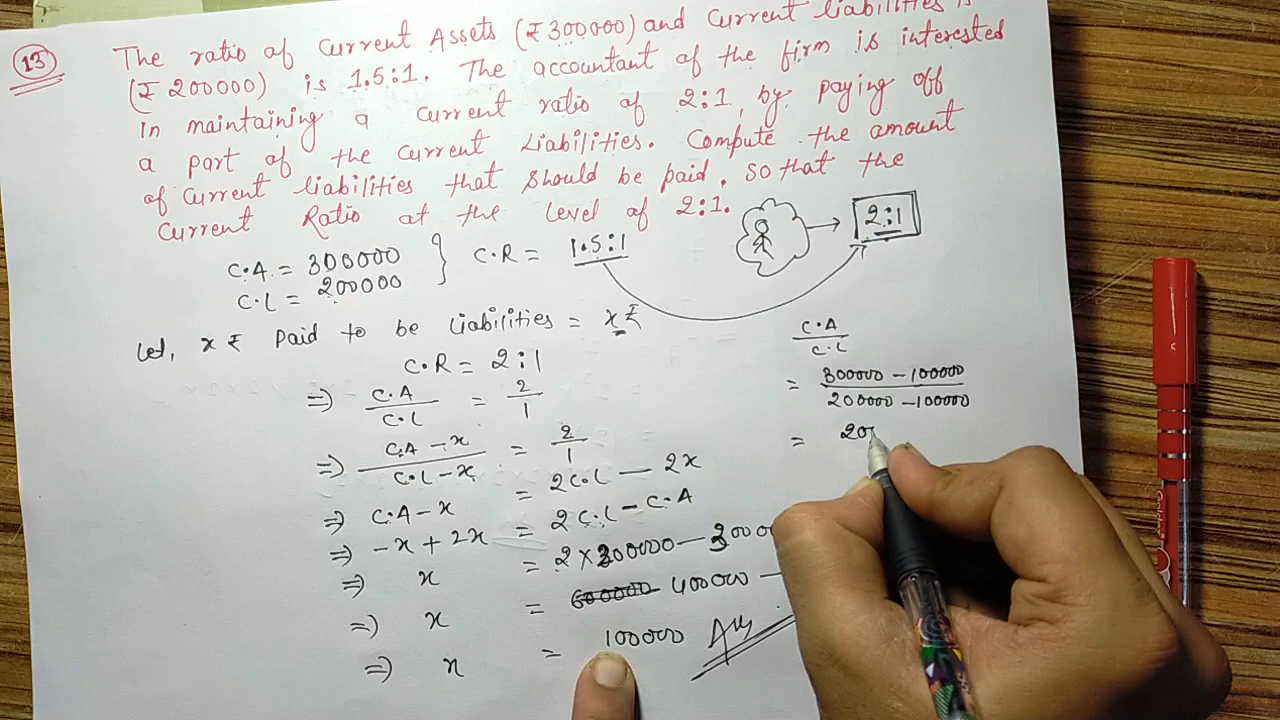 13
The ratio of Current Assets (₹300000) and Current liabilities is
(₹ 200000) is 1.5:1. The accountant of the firm is interested
in maintaining a current ratio of 2:1, by paying off
a part of the current Liabilities. Compute the amount
of Current liabilities that should be paid, so that the
Current Ratio at the level of 2:1.
C.A. = 300000
C.L = 200000
} C.R = 1.5:1
2:1
Let, x ₹ paid to be liabilities = x ₹
C.R = 2:1
=> C.A / C.L = 2/1
=> C.A - x / C.L - x = 2/1
=> C.A - x = 2C.L - 2x
=> -x + 2x = 2C.L - C.A
=> x = 2 x 200000 - 30000
=> x = 600000 400000 -
=> x = 100000 Ans
C.A / C.L
= 300000 - 100000 / 200000 - 100000
= 20